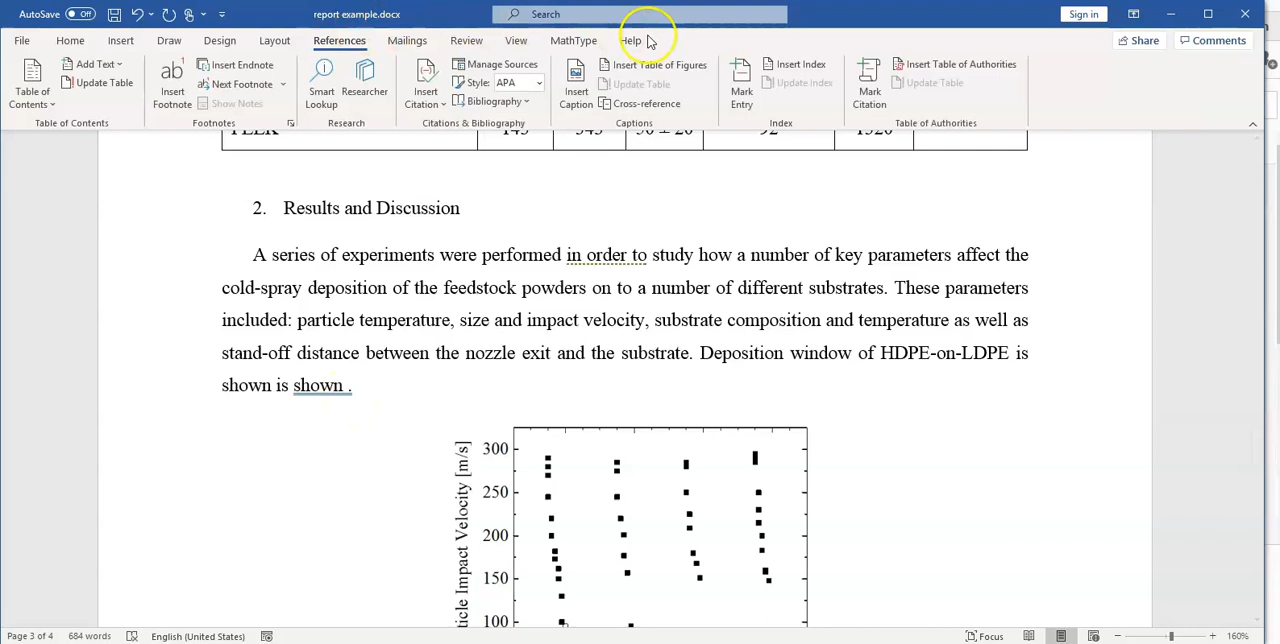 AutoSave Off
report example.docx
Search
Sign in
File Home Insert Draw Design Layout References Mailings Review View MathType Help
Share Comments
Table of Contents
Add Text
Update Table
Table of Contents
ab
Insert Footnote
Insert Endnote
Next Footnote
Show Notes
Footnotes
Smart Lookup
Researcher
Research
Insert Citation
Manage Sources
Style: APA
Bibliography
Citations & Bibliography
Insert Caption
Insert Table of Figures
Update Table
Cross-reference
Captions
Mark Entry
Insert Index
Update Index
Index
Mark Citation
Insert Table of Authorities
Update Table
Table of Authorities
2. Results and Discussion
A series of experiments were performed in order to study how a number of key parameters affect the
cold-spray deposition of the feedstock powders on to a number of different substrates. These parameters
included: particle temperature, size and impact velocity, substrate composition and temperature as well as
stand-off distance between the nozzle exit and the substrate. Deposition window of HDPE-on-LDPE is
shown is shown .
Impact Velocity [m/s]
300
250
200
150
100
Page 3 of 4 684 words English (United States) Focus 160%